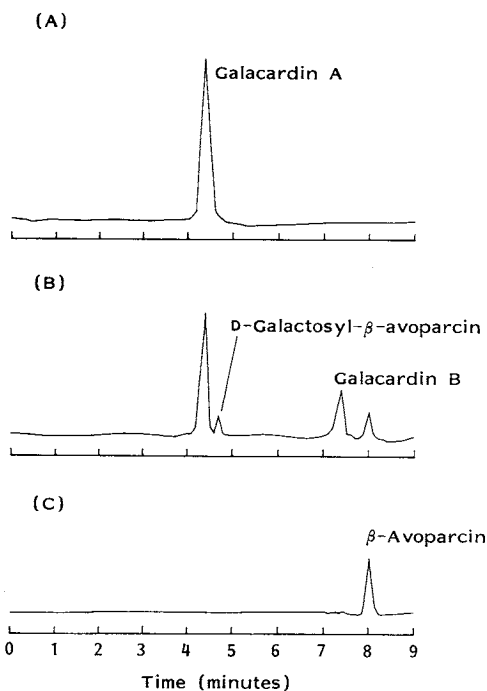 (A)
Galacardin A
(B)
D-Galactosyl-β-avoparcin
Galacardin B
(C)
β-Avoparcin
0 1 2 3 4 5 6 7 8 9
Time (minutes)